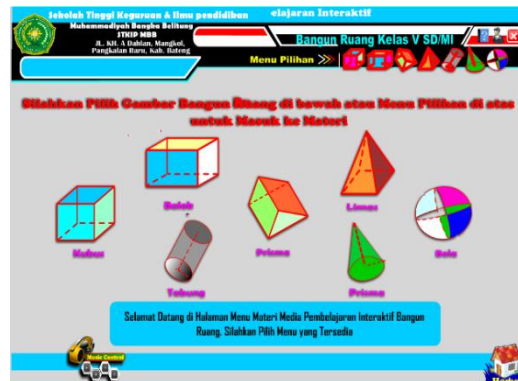 Sekolah Tinggi Keguruan & Ilmu pendidikan
elajaran Interaktif
Muhammadiyah Bangka Belitung
STKIP MBB
JL. KH. A Dahlan, Mangkol,
Pangkalan Baru, Kab. Bateng
Bangun Ruang Kelas V SD/MI
Menu Pilihan >>
Silahkan Pilih Gambar Bangun Ruang di bawah atau Menu Pilihan di atas
untuk Masuk ke Materi
Balok
Limas
Kubus
Prisma
Bola
Tabung
Prisma
Selamat Datang di Halaman Menu Materi Media Pembelajaran Interaktif Bangun
Ruang. Silahkan Pilih Menu yang Tersedia
Music Control